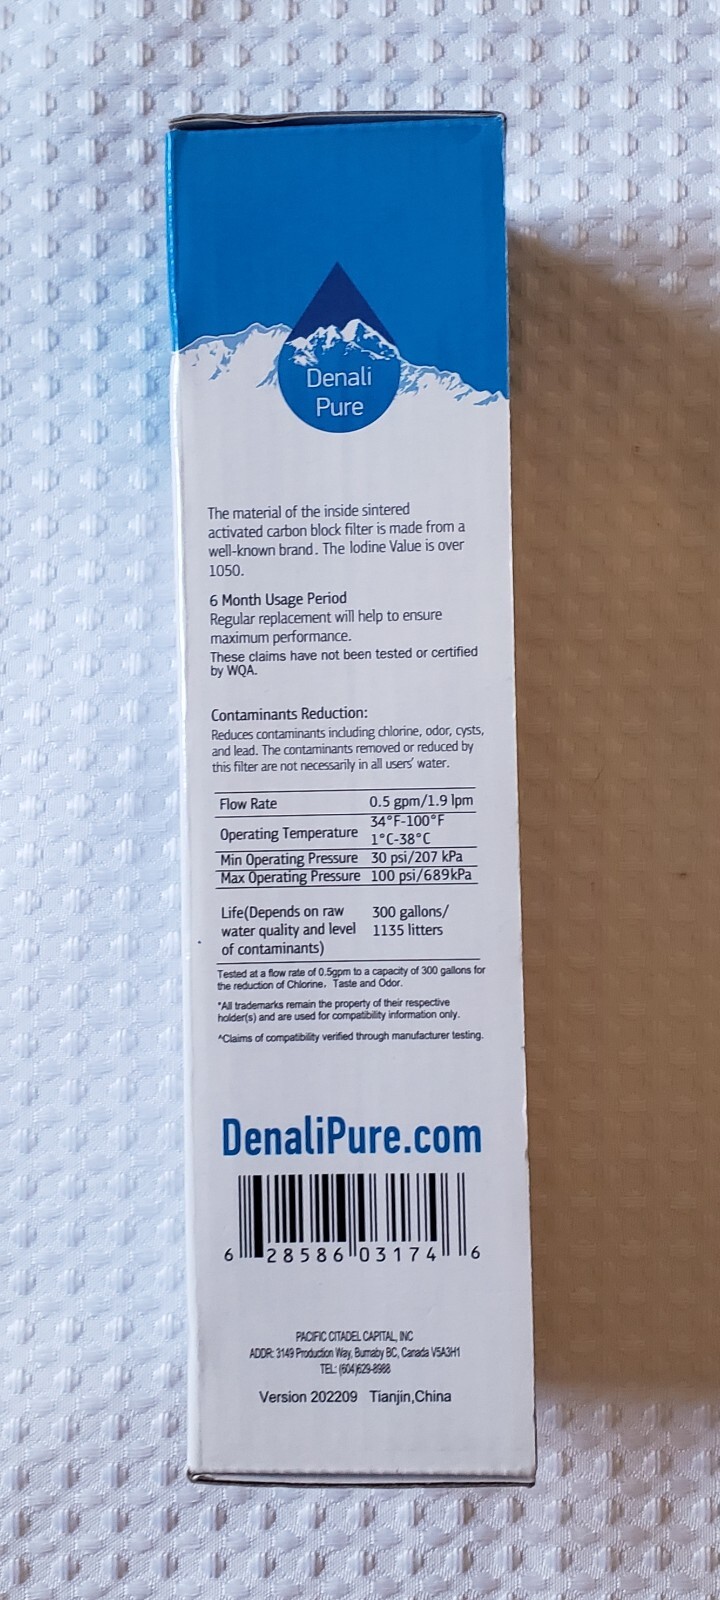 Denali
Pure
The material of the inside sintered
activated carbon block filter is made from a
well-known brand. The Iodine Value is over
1050.
6 Month Usage Period
Regular replacement will help to ensure
maximum performance.
These claims have not been tested or certified
by WQA.
Contaminants Reduction:
Reduces contaminants including chlorine, odor, cysts,
and lead. The contaminants removed or reduced by
this filter are not necessarily in all users' water.
Flow Rate 0.5 gpm/1.9 lpm
Operating Temperature 34°F-100°F
1°C-38°C
Min Operating Pressure 30 psi/207 kPa
Max Operating Pressure 100 psi/689kPa
Life(Depends on raw 300 gallons/
water quality and level 1135 litters
of contaminants)
Tested at a flow rate of 0.5gpm to a capacity of 300 gallons for
the reduction of Chlorine, Taste and Odor.
*All trademarks remain the property of their respective
holder(s) and are used for compatibility information only.
^Claims of compatibility verified through manufacturer testing.
DenaliPure.com
6 28586 03174 6
PACIFIC CITADEL CAPITAL, INC
ADDR: 3149 Production Way, Burnaby BC, Canada V5A3H1
TEL: (604)629-8988
Version 202209 Tianjin,China